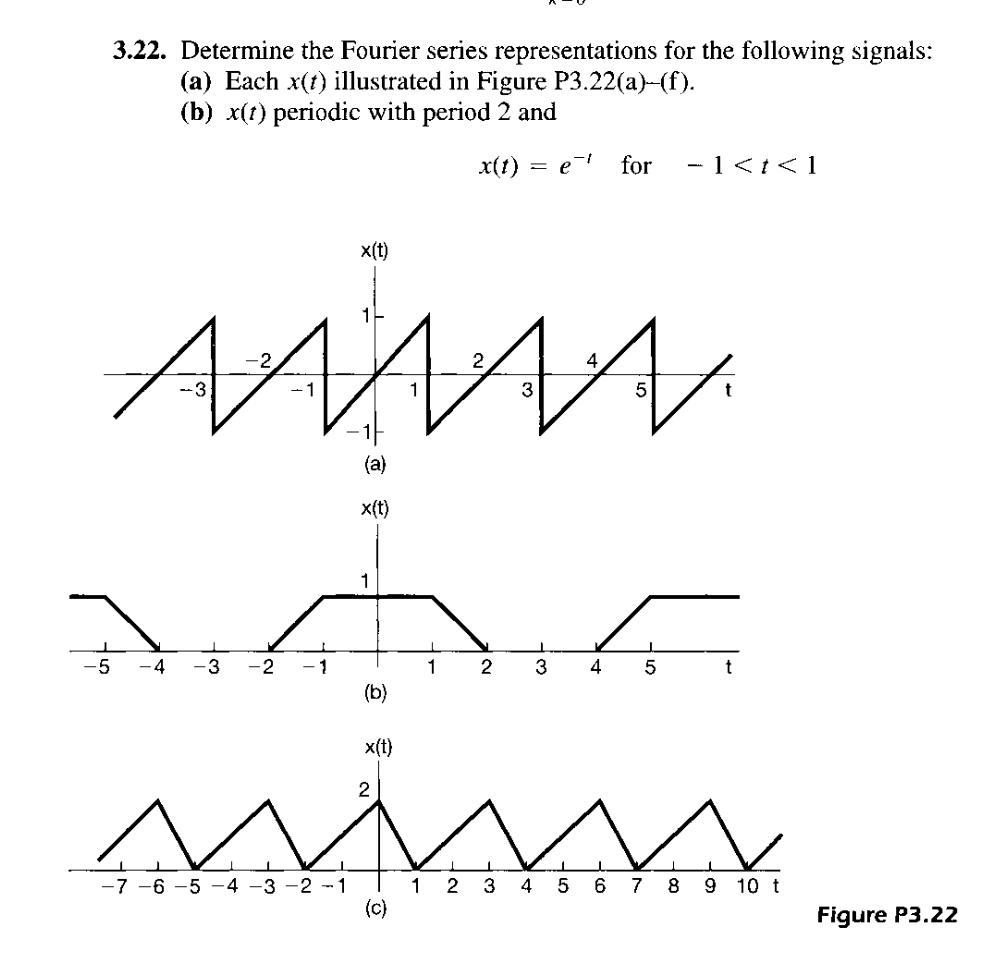 3.22. Determine the Fourier series representations for the following signals:
(a) Each x(t) illustrated in Figure P3.22(a)–(f).
(b) x(t) periodic with period 2 and
x(t) = e^{-t} for − 1 < t < 1
x(t)
1
−2 2 4
−3 −1 1 3 5 t
−1
(a)
x(t)
1
−5 −4 −3 −2 −1 1 2 3 4 5 t
(b)
x(t)
2
−7 −6 −5 −4 −3 −2 −1 1 2 3 4 5 6 7 8 9 10 t
(c)
Figure P3.22